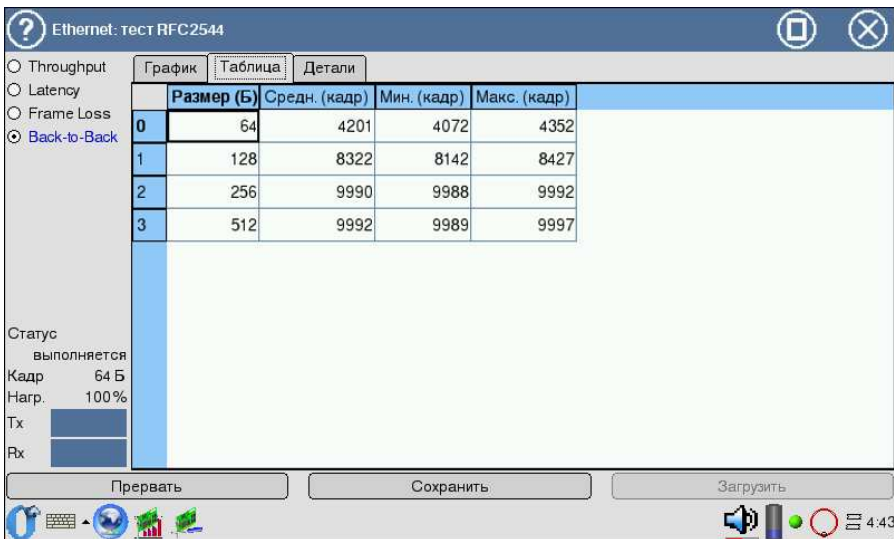 Ethernet: тест RFC2544
Throughput
Latency
Frame Loss
Back-to-Back
График Таблица Детали
Размер (Б) Средн. (кадр) Мин. (кадр) Макс. (кадр)
0 64 4201 4072 4352
1 128 8322 8142 8427
2 256 9990 9988 9992
3 512 9992 9989 9997
Статус
выполняется
Кадр 64 Б
Нагр. 100%
Tx
Rx
Прервать Сохранить Загрузить
4:43